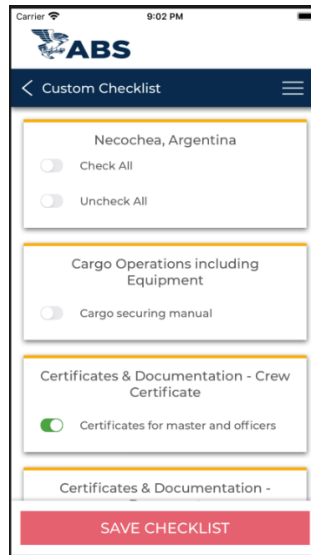 Carrier 9:02 PM
ABS
Custom Checklist
Necochea, Argentina
Check All
Uncheck All
Cargo Operations including
Equipment
Cargo securing manual
Certificates & Documentation - Crew
Certificate
Certificates for master and officers
Certificates & Documentation -
SAVE CHECKLIST